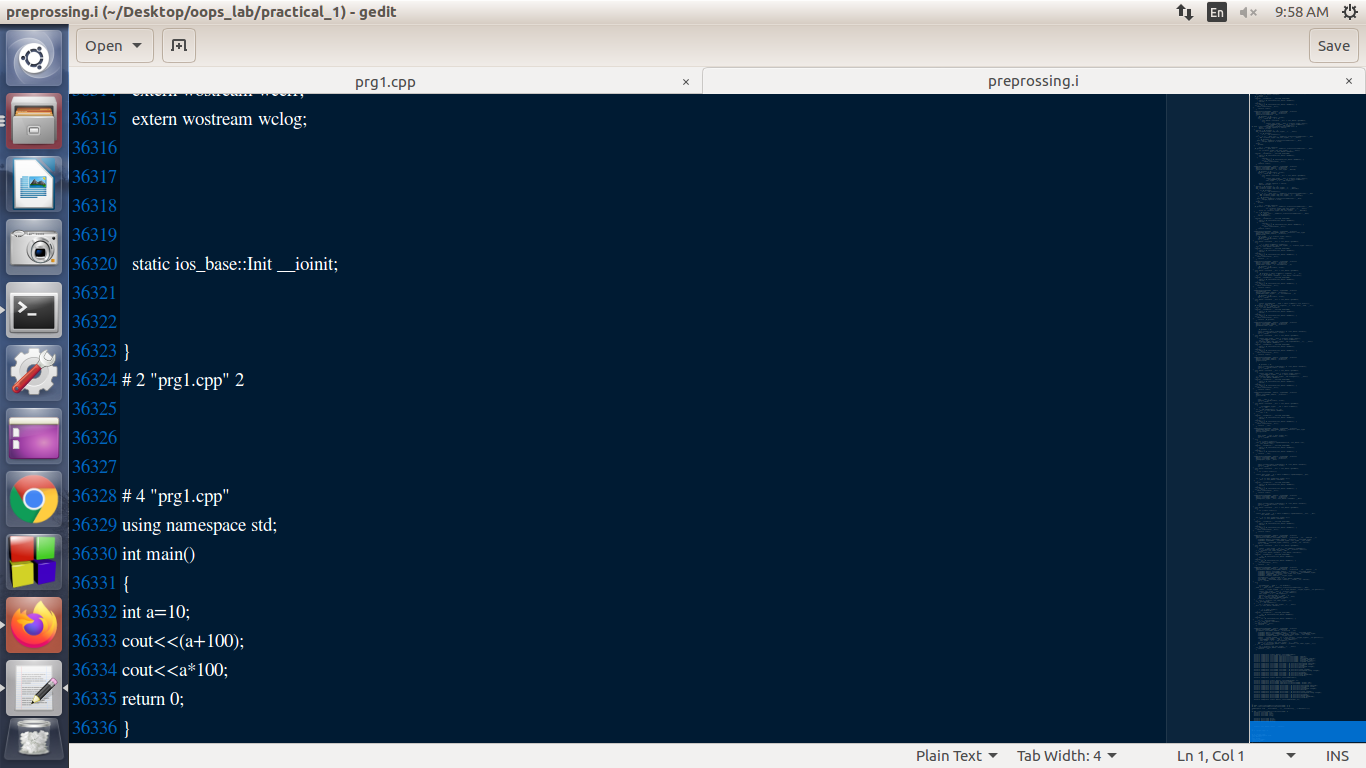 preprossing.i (~/Desktop/oops_lab/practical_1) - gedit
En
9:58 AM
Open
Save
prg1.cpp ×
preprossing.i ×
36315 extern wostream wclog;
36316
36317
36318
36319
36320 static ios_base::Init __ioinit;
36321
36322
36323 }
36324 # 2 "prg1.cpp" 2
36325
36326
36327
36328 # 4 "prg1.cpp"
36329 using namespace std;
36330 int main()
36331 {
36332 int a=10;
36333 cout<<(a+100);
36334 cout<<a*100;
36335 return 0;
36336 }
Plain Text Tab Width: 4 Ln 1, Col 1 INS